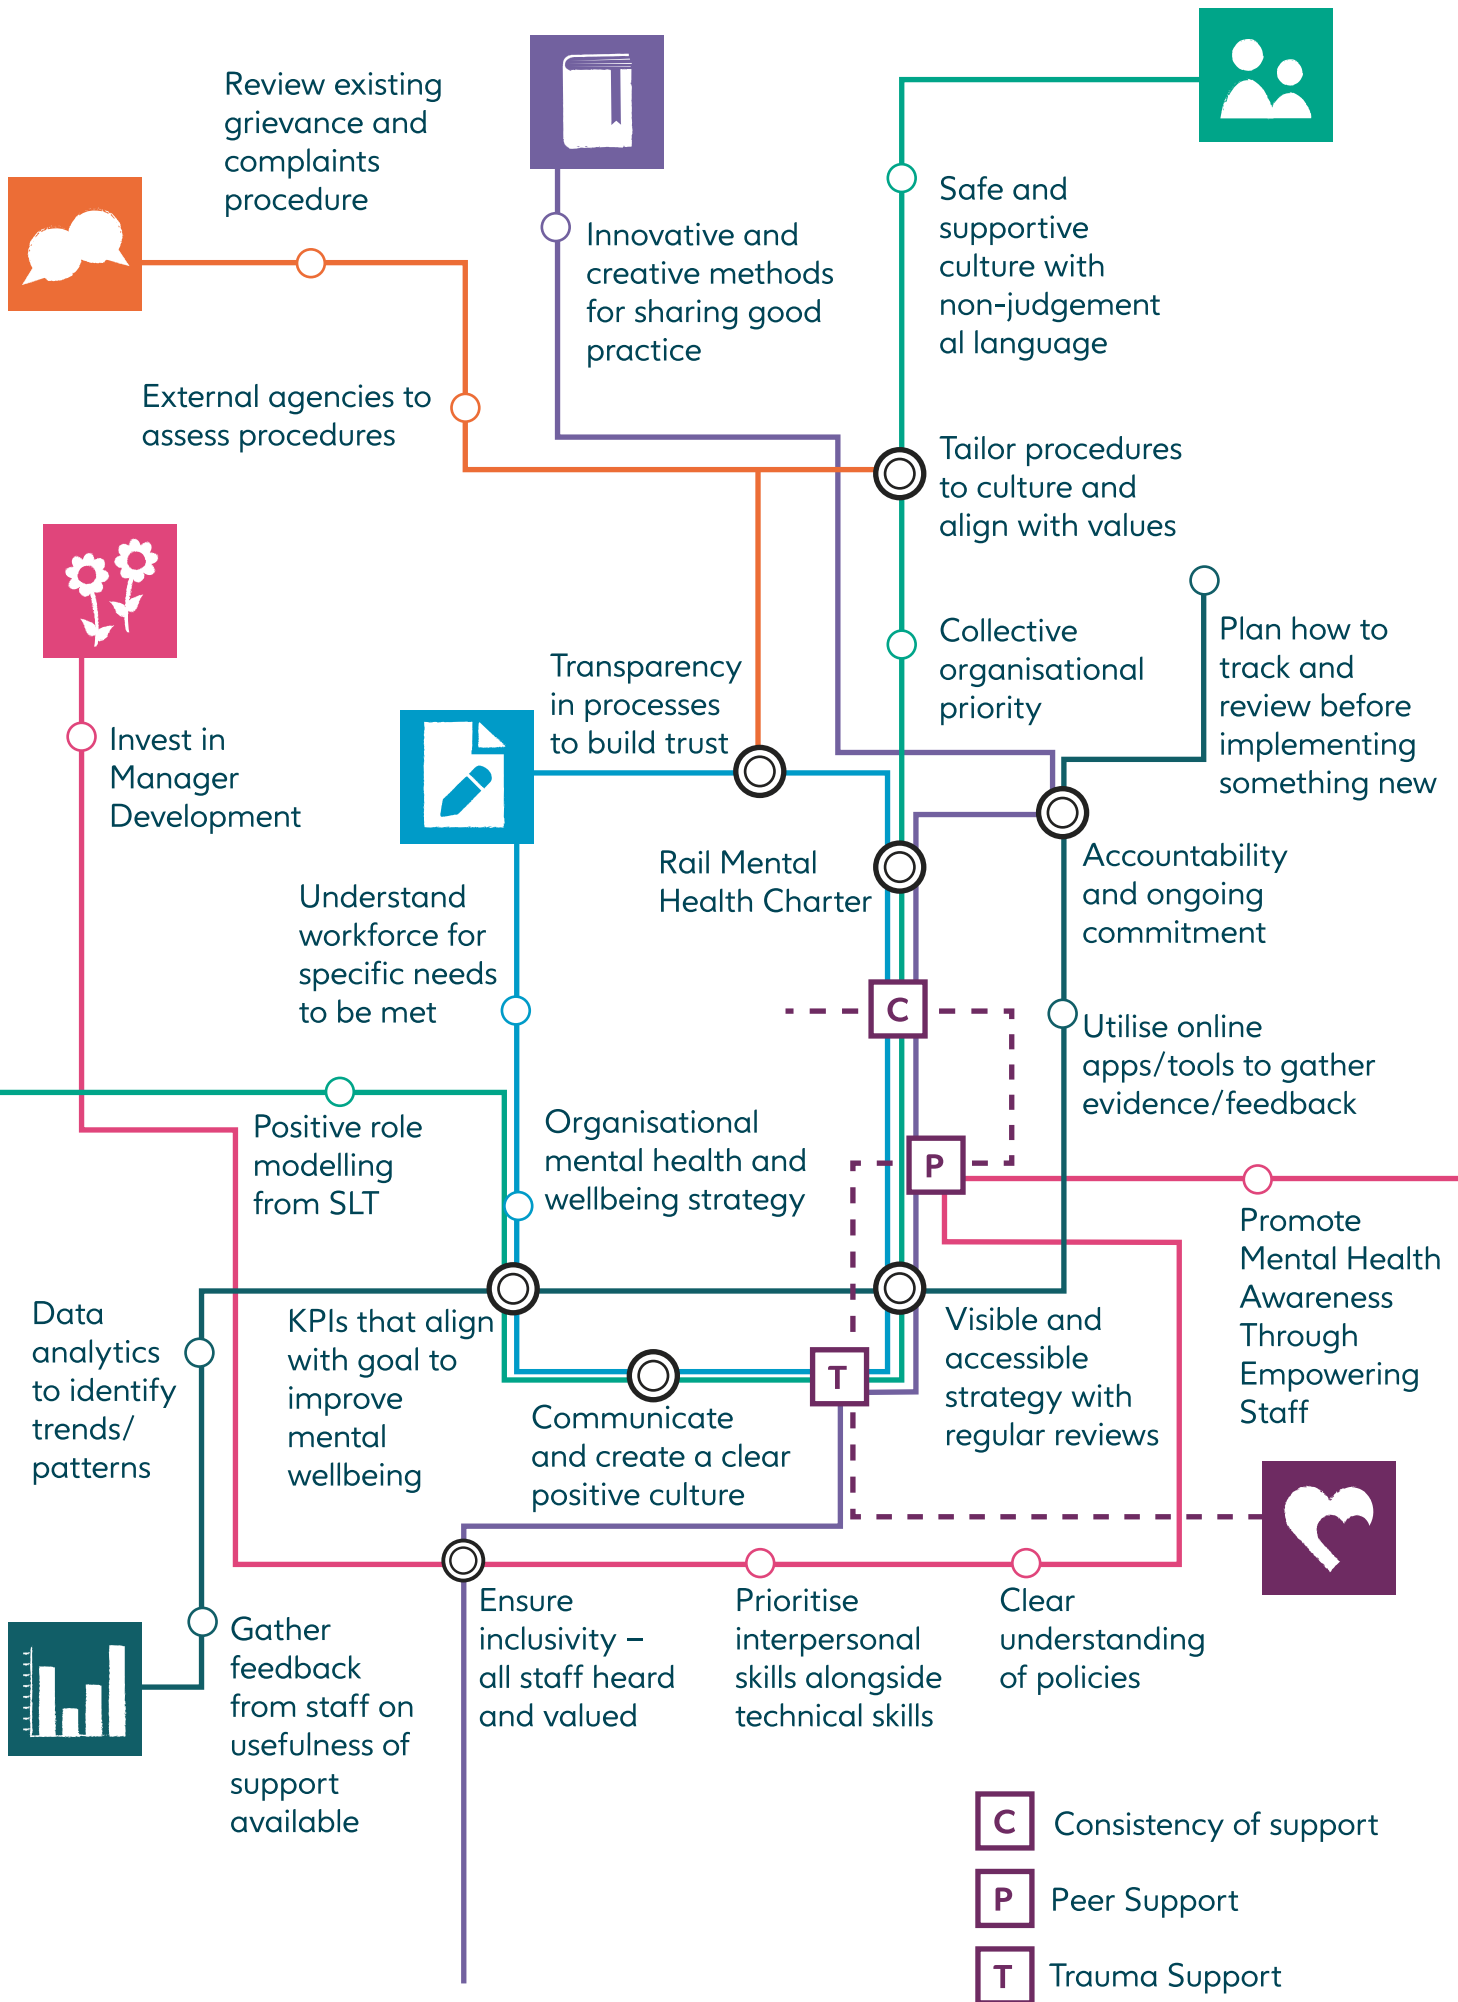 Review existing
grievance and
complaints
procedure
Innovative and
creative methods
for sharing good
practice
Safe and
supportive
culture with
non-judgement
al language
External agencies to
assess procedures
Tailor procedures
to culture and
align with values
Invest in
Manager
Development
Transparency
in processes
to build trust
Collective
organisational
priority
Plan how to
track and
review before
implementing
something new
Understand
workforce for
specific needs
to be met
Rail Mental
Health Charter
Accountability
and ongoing
commitment
C
Utilise online
apps/tools to gather
evidence/feedback
Positive role
modelling
from SLT
Organisational
mental health and
wellbeing strategy
P
Promote
Mental Health
Awareness
Through
Empowering
Staff
Data
analytics
to identify
trends/
patterns
KPIs that align
with goal to
improve
mental
wellbeing
T
Communicate
and create a clear
positive culture
Visible and
accessible
strategy with
regular reviews
Gather
feedback
from staff on
usefulness of
support
available
Ensure
inclusivity –
all staff heard
and valued
Prioritise
interpersonal
skills alongside
technical skills
Clear
understanding
of policies
C Consistency of support
P Peer Support
T Trauma Support